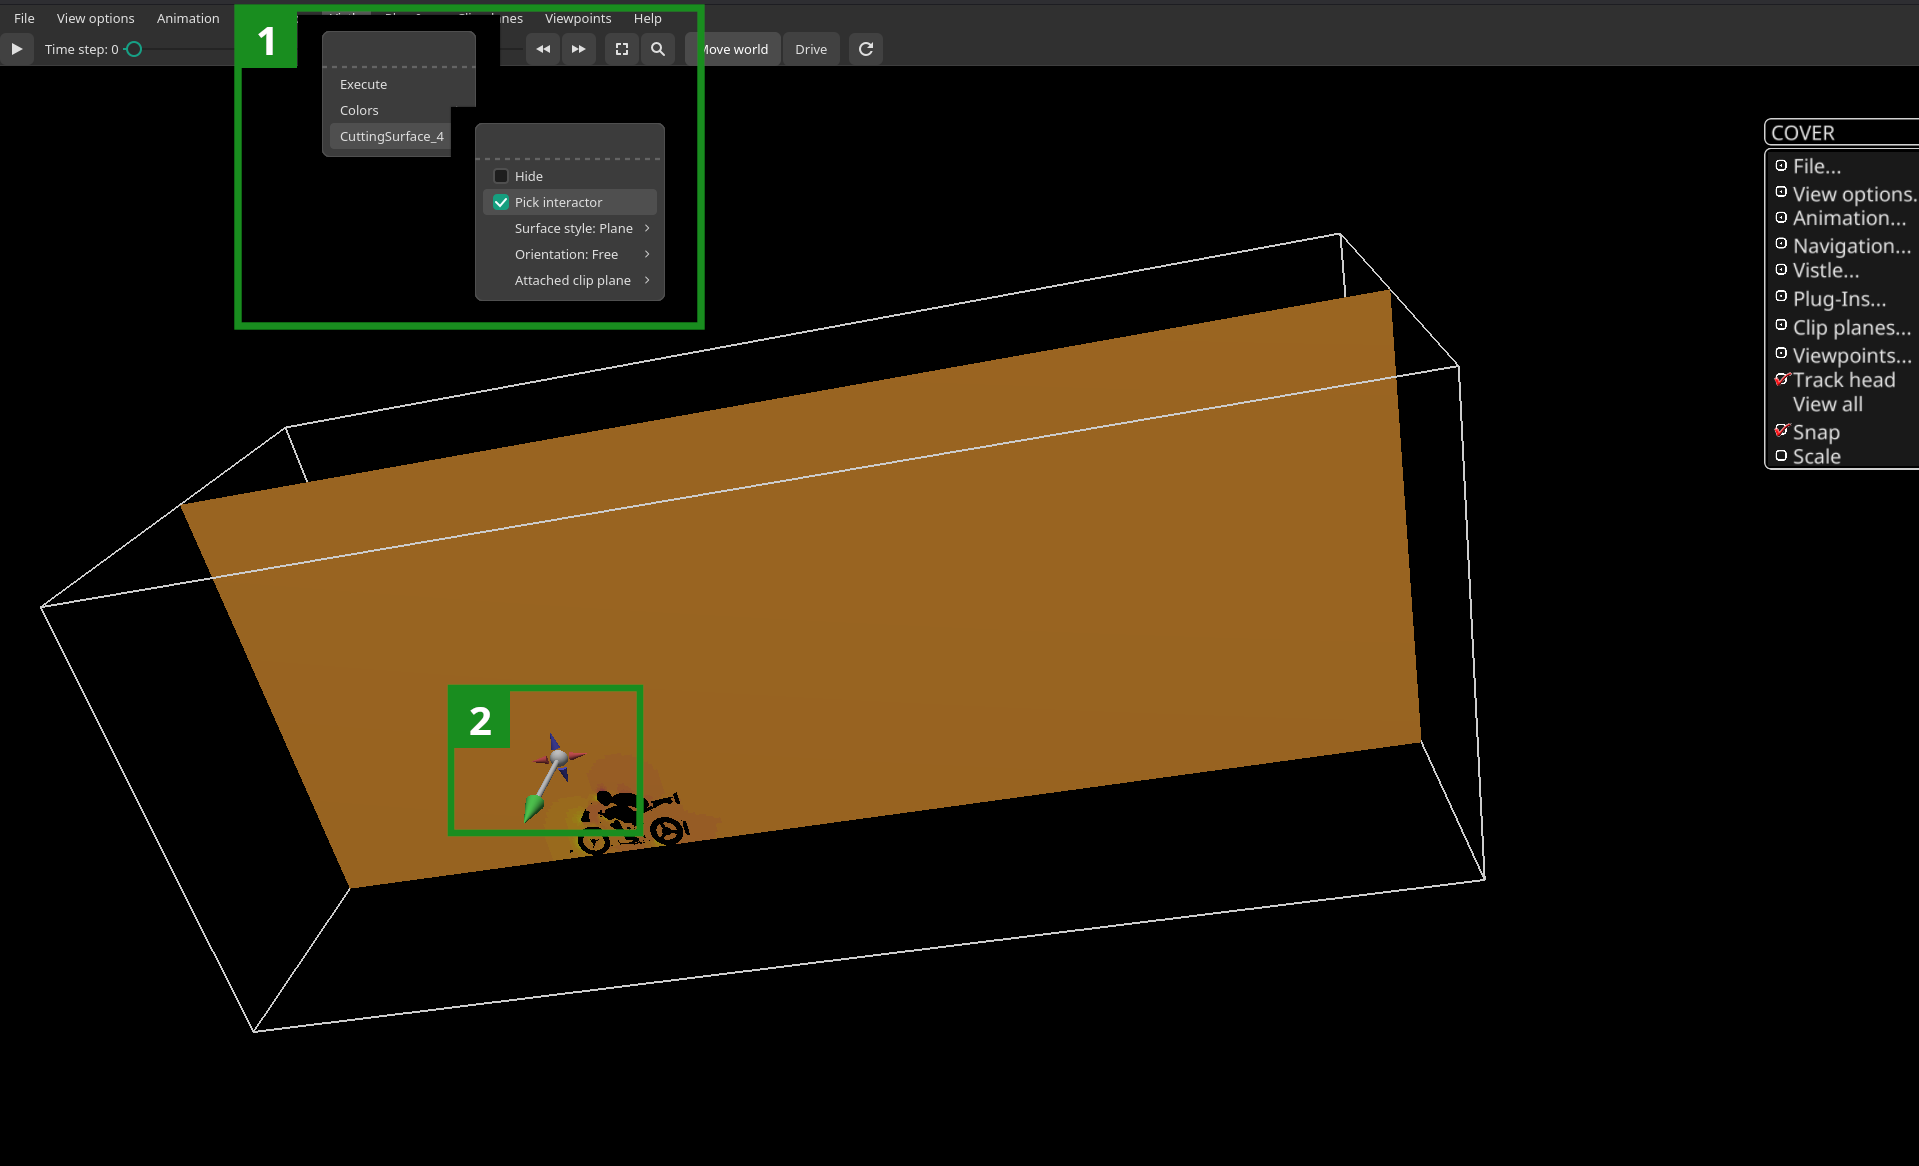 File View options Animation Viewpoints Help
1
Time step: 0 Move world Drive
Execute
Colors
CuttingSurface_4
Hide
Pick interactor
Surface style: Plane
Orientation: Free
Attached clip plane
COVER
File...
View options.
Animation...
Navigation...
Vistle...
Plug-Ins...
Clip planes...
Viewpoints...
Track head
View all
Snap
Scale
2